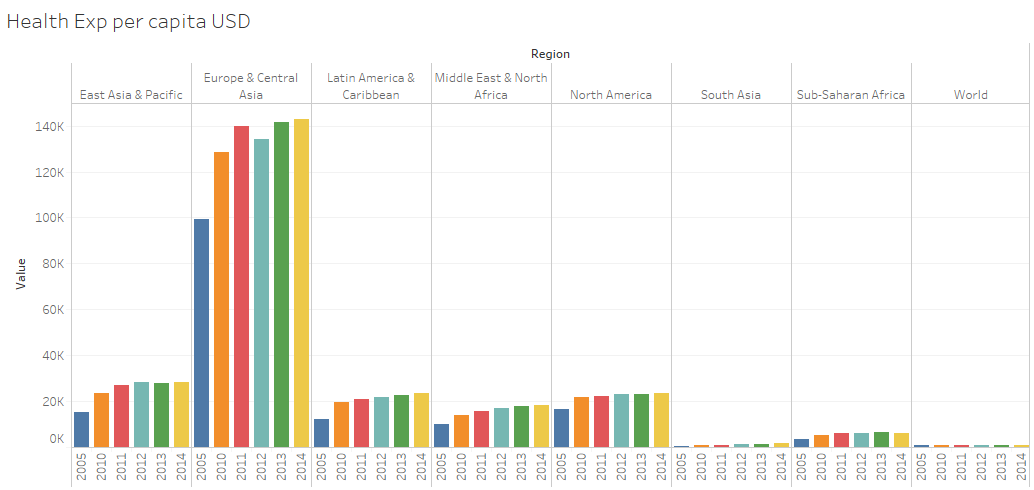 Health Exp per capita USD
Region
East Asia & Pacific
Europe & Central
Asia
Latin America &
Caribbean
Middle East & North
Africa
North America
South Asia
Sub-Saharan Africa
World
Value
140K
120K
100K
80K
60K
40K
20K
0K
2005 2010 2011 2012 2013 2014 2005 2010 2011 2012 2013 2014 2005 2010 2011 2012 2013 2014 2005 2010 2011 2012 2013 2014 2005 2010 2011 2012 2013 2014 2005 2010 2011 2012 2013 2014 2005 2010 2011 2012 2013 2014 2005 2010 2011 2012 2013 2014